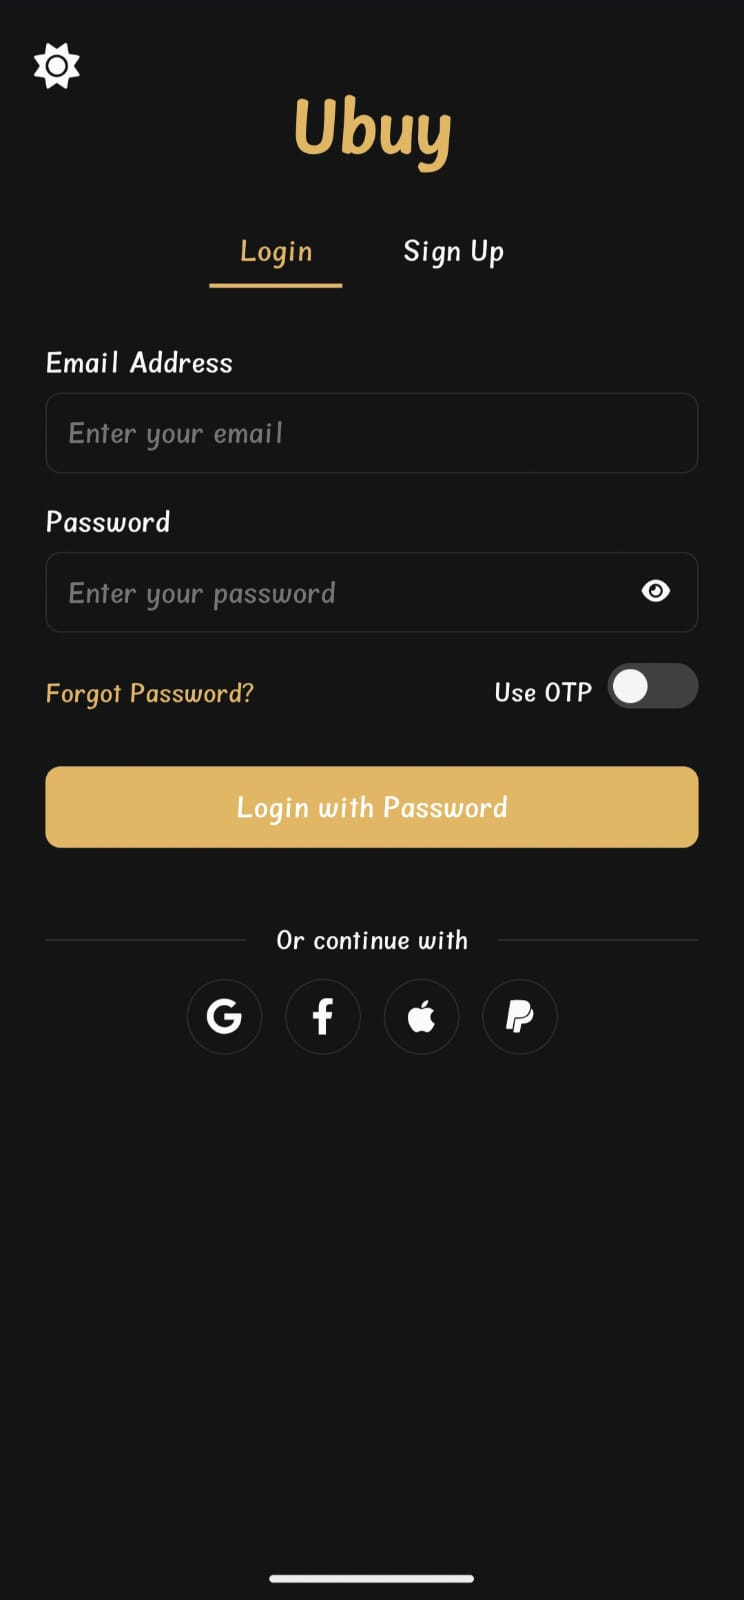 Ubuy
Login
Sign Up
Email Address
Enter your email
Password
Enter your password
Forgot Password?
Use OTP
Login with Password
Or continue with